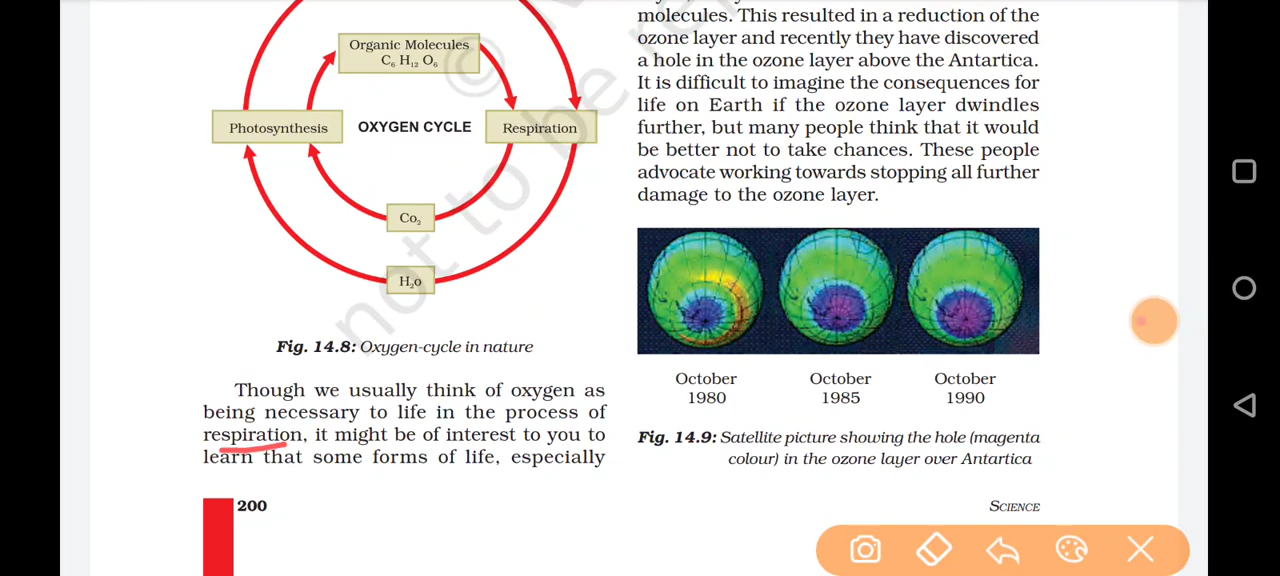 Organic Molecules
C₆ H₁₂ O₆
Photosynthesis
OXYGEN CYCLE
Respiration
Co₂
H₂o
Fig. 14.8: Oxygen-cycle in nature
Though we usually think of oxygen as
being necessary to life in the process of
respiration, it might be of interest to you to
learn that some forms of life, especially
200
molecules. This resulted in a reduction of the
ozone layer and recently they have discovered
a hole in the ozone layer above the Antartica.
It is difficult to imagine the consequences for
life on Earth if the ozone layer dwindles
further, but many people think that it would
be better not to take chances. These people
advocate working towards stopping all further
damage to the ozone layer.
October
1980
October
1985
October
1990
Fig. 14.9: Satellite picture showing the hole (magenta
colour) in the ozone layer over Antartica
SCIENCE
© not to be re